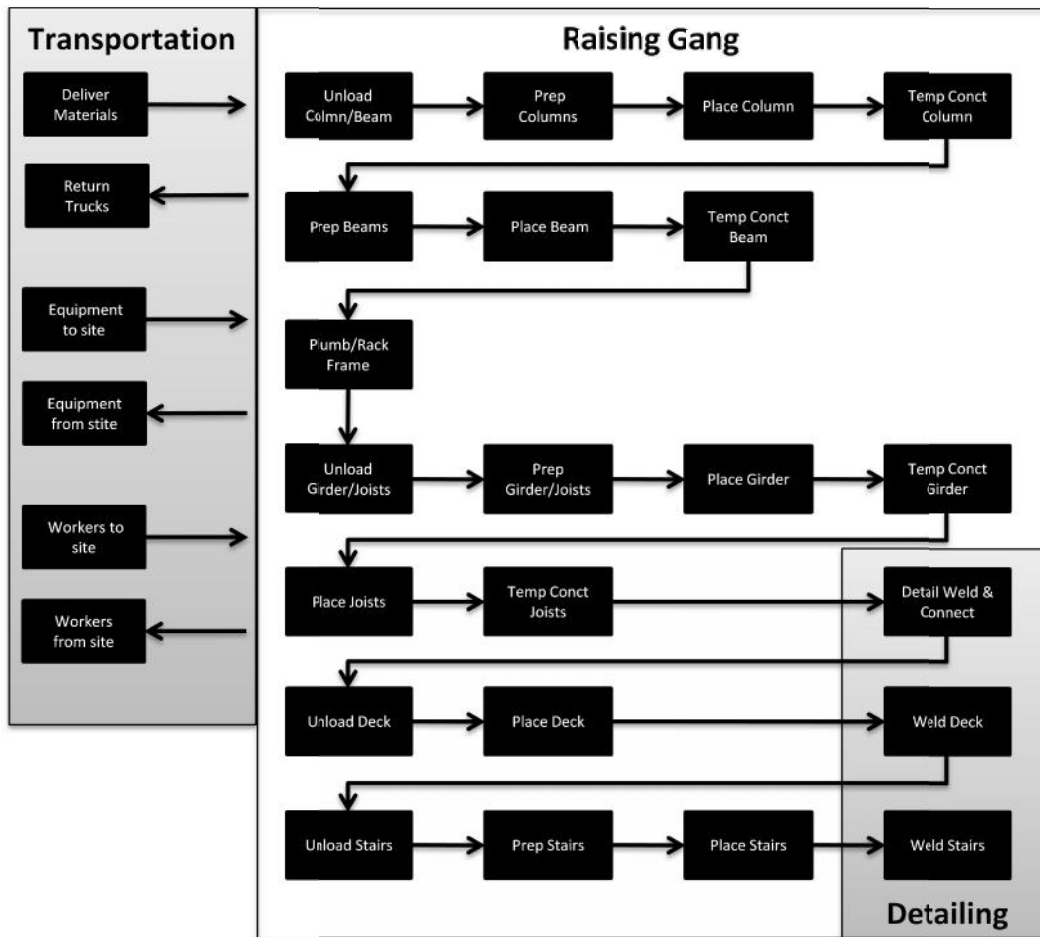 Transportation
Deliver
Materials
Return
Trucks
Equipment
to site
Equipment
from stite
Workers to
site
Workers
from site
Raising Gang
Unload
Colmn/Beam
Prep
Columns
Place Column
Temp Conct
Column
Prep Beams
Place Beam
Temp Conct
Beam
Plumb/Rack
Frame
Unload
Girder/Joists
Prep
Girder/Joists
Place Girder
Temp Conct
Girder
Place Joists
Temp Conct
Joists
Detail Weld &
Connect
Unload Deck
Place Deck
Weld Deck
Unload Stairs
Prep Stairs
Place Stairs
Weld Stairs
Detailing